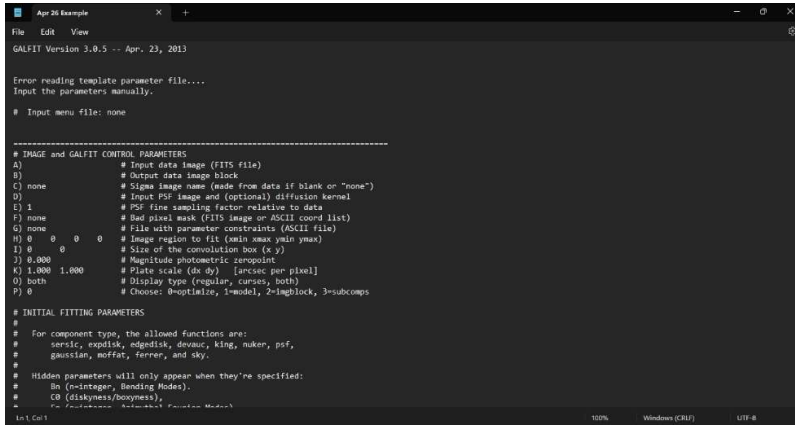 Apr 26 Example
File Edit View
GALFIT Version 3.0.5 -- Apr. 23, 2013
Error reading template parameter file....
Input the parameters manually.
# Input menu file: none
--------------------------------------------------------------------------------
# IMAGE and GALFIT CONTROL PARAMETERS
A) # Input data image (FITS file)
B) # Output data image block
C) none # Sigma image name (made from data if blank or "none")
D) # Input PSF image and (optional) diffusion kernel
E) 1 # PSF fine sampling factor relative to data
F) none # Bad pixel mask (FITS image or ASCII coord list)
G) none # File with parameter constraints (ASCII file)
H) 0 0 0 0 # Image region to fit (xmin xmax ymin ymax)
I) 0 0 # Size of the convolution box (x y)
J) 0.000 # Magnitude photometric zeropoint
K) 1.000 1.000 # Plate scale (dx dy) [arcsec per pixel]
O) both # Display type (regular, curses, both)
P) 0 # Choose: 0=optimize, 1=model, 2=imgblock, 3=subcomps
# INITIAL FITTING PARAMETERS
#
# For component type, the allowed functions are:
# sersic, expdisk, edgedisk, devauc, king, nuker, psf,
# gaussian, moffat, ferrer, and sky.
#
# Hidden parameters will only appear when they're specified:
# Bn (n=integer, Bending Modes).
# C0 (diskyness/boxyness),
# Fn (n=integer, Azimuthal Fourier Modes)
Ln 1, Col 1 100% Windows (CRLF) UTF-8